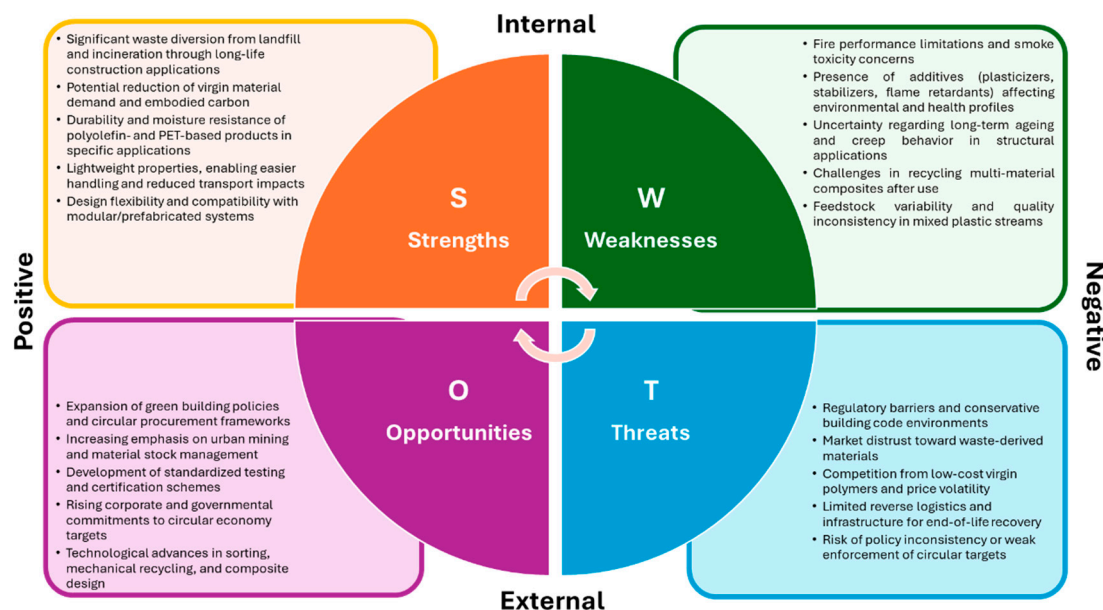 Internal
• Significant waste diversion from landfill
and incineration through long-life
construction applications
• Potential reduction of virgin material
demand and embodied carbon
• Durability and moisture resistance of
polyolefin- and PET-based products in
specific applications
• Lightweight properties, enabling easier
handling and reduced transport impacts
• Design flexibility and compatibility with
modular/prefabricated systems
S
Strengths
W
Weaknesses
• Fire performance limitations and smoke
toxicity concerns
• Presence of additives (plasticizers,
stabilizers, flame retardants) affecting
environmental and health profiles
• Uncertainty regarding long-term ageing
and creep behavior in structural
applications
• Challenges in recycling multi-material
composites after use
• Feedstock variability and quality
inconsistency in mixed plastic streams
Positive
Negative
• Expansion of green building policies
and circular procurement frameworks
• Increasing emphasis on urban mining
and material stock management
• Development of standardized testing
and certification schemes
• Rising corporate and governmental
commitments to circular economy
targets
• Technological advances in sorting,
mechanical recycling, and composite
design
O
Opportunities
T
Threats
• Regulatory barriers and conservative
building code environments
• Market distrust toward waste-derived
materials
• Competition from low-cost virgin
polymers and price volatility
• Limited reverse logistics and
infrastructure for end-of-life recovery
• Risk of policy inconsistency or weak
enforcement of circular targets
External